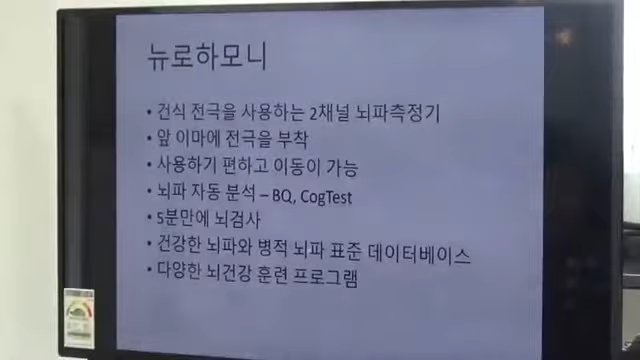 뉴로하모니
• 건식 전극을 사용하는 2채널 뇌파측정기
• 앞 이마에 전극을 부착
• 사용하기 편하고 이동이 가능
• 뇌파 자동 분석 – BQ, CogTest
• 5분만에 뇌검사
• 건강한 뇌파와 병적 뇌파 표준 데이터베이스
• 다양한 뇌건강 훈련 프로그램